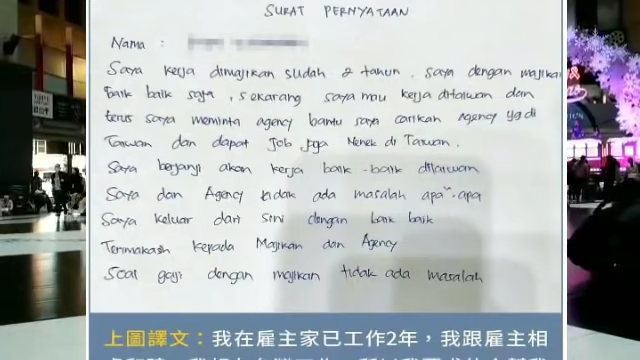 SURAT PERNYATAAN
Nama :
Saya kerja dimajikan sudah 2 tahun, saya dengan majikan
baik baik saja, sekarang saya mau kerja ditaiwan dan
terus saya meminta agency bantu saya carikan Agency yg di
Taiwan dan dapat Job jaga Nenek di Taiwan.
Saya berjanji akan kerja baik-baik ditaiwan
Saya dan Agency tidak ada masalah apa-apa
Saya keluar dari sini dengan baik baik
Terimakasih kepada Majikan dan Agency
Soal gaji dengan majikan tidak ada masalah
上圖譯文：我在雇主家已工作2年，我跟雇主相